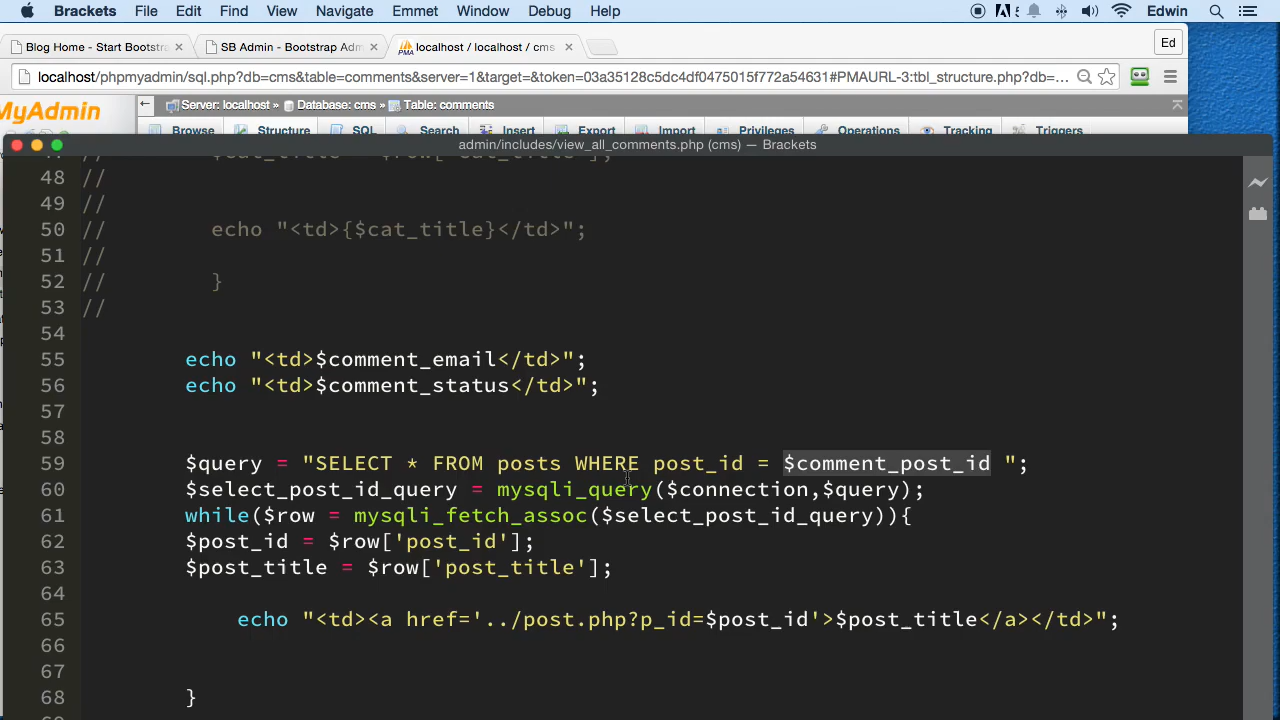 Brackets File Edit Find View Navigate Emmet Window Debug Help 5 Edwin
Blog Home - Start Bootstra × SB Admin - Bootstrap Adm × PMA localhost / localhost / cms × Ed
localhost/phpmyadmin/sql.php?db=cms&table=comments&server=1&target=&token=03a35128c5dc4df0475015f772a54631#PMAURL-3:tbl_structure.php?db=...
MyAdmin Server: localhost » Database: cms » Table: comments
Browse Structure SQL Search Insert Export Import Privileges Operations Tracking Triggers
admin/includes/view_all_comments.php (cms) — Brackets
47 // $cat_title = $row['cat_title'];
48 //
49 //
50 // echo "<td>{$cat_title}</td>";
51 //
52 // }
53 //
54
55 echo "<td>$comment_email</td>";
56 echo "<td>$comment_status</td>";
57
58
59 $query = "SELECT * FROM posts WHERE post_id = $comment_post_id ";
60 $select_post_id_query = mysqli_query($connection,$query);
61 while($row = mysqli_fetch_assoc($select_post_id_query)){
62 $post_id = $row['post_id'];
63 $post_title = $row['post_title'];
64
65 echo "<td><a href='../post.php?p_id=$post_id'>$post_title</a></td>";
66
67
68 }